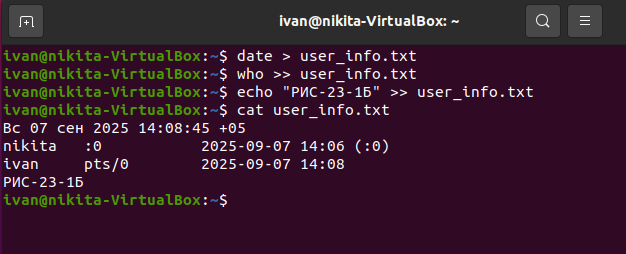 ivan@nikita-VirtualBox: ~
ivan@nikita-VirtualBox:~$ date > user_info.txt
ivan@nikita-VirtualBox:~$ who >> user_info.txt
ivan@nikita-VirtualBox:~$ echo "РИС-23-1Б" >> user_info.txt
ivan@nikita-VirtualBox:~$ cat user_info.txt
Вс 07 сен 2025 14:08:45 +05
nikita   :0           2025-09-07 14:06 (:0)
ivan     pts/0        2025-09-07 14:08
РИС-23-1Б
ivan@nikita-VirtualBox:~$